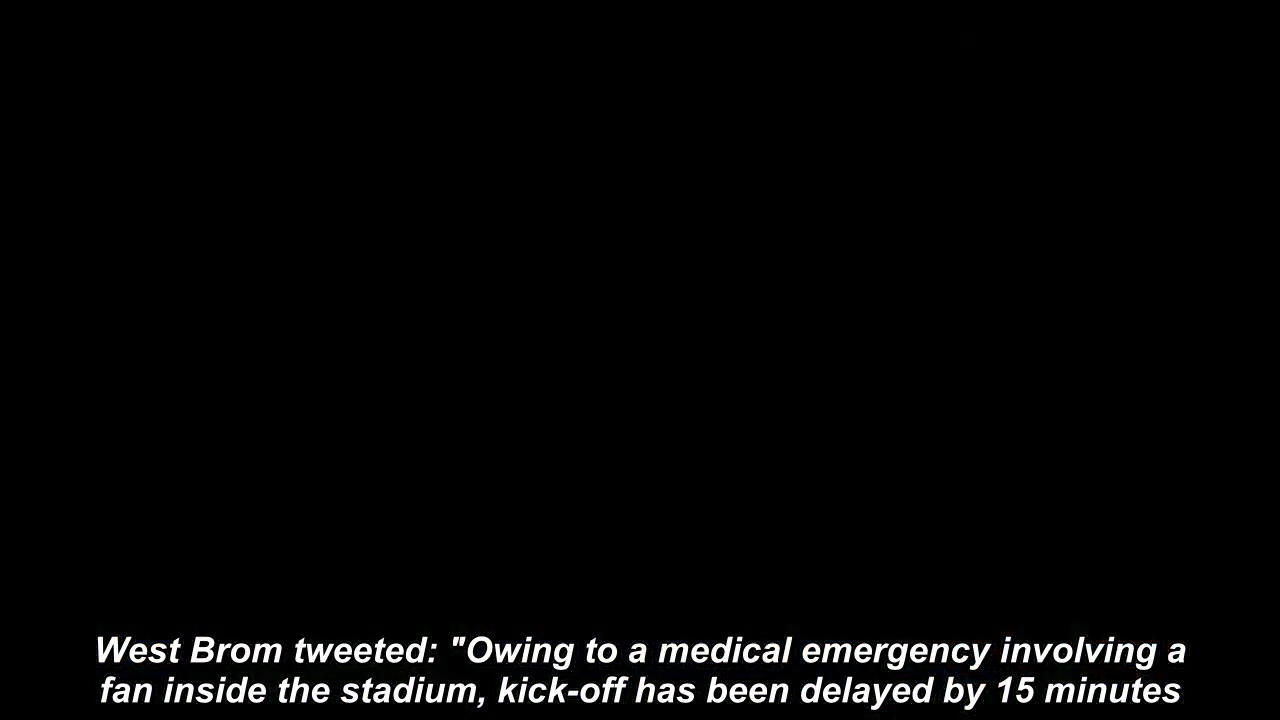 West Brom tweeted: "Owing to a medical emergency involving a
fan inside the stadium, kick-off has been delayed by 15 minutes